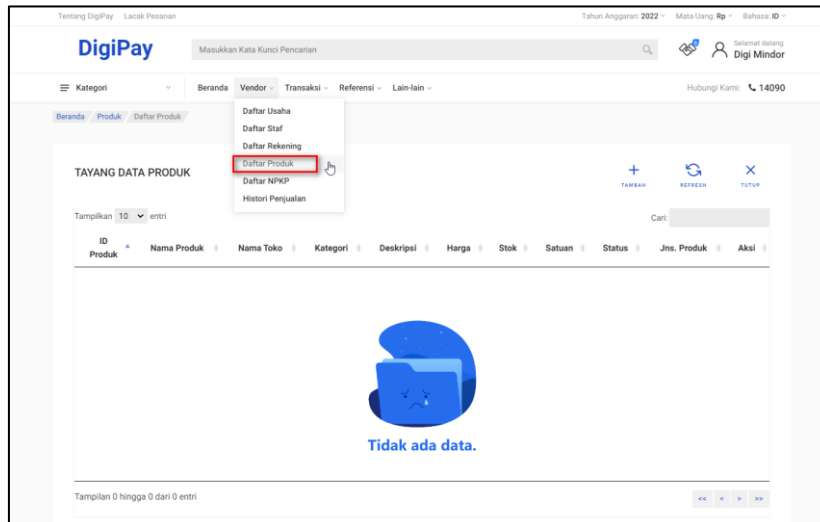 Tentang DigiPay Lacak Pesanan Tahun Anggaran: 2022 Mata Uang: Rp Bahasa: ID
DigiPay Masukkan Kata Kunci Pencarian 0 Selamat datang
Digi Mindor
Kategori Beranda Vendor Transaksi Referensi Lain-lain Hubungi Kami: 14090
Beranda / Produk / Daftar Produk
Daftar Usaha
Daftar Staf
Daftar Rekening
Daftar Produk
Daftar NPKP
Histori Penjualan
TAYANG DATA PRODUK
TAMBAH REFRESH TUTUP
Tampilkan 10 entri Cari:
ID Produk Nama Produk Nama Toko Kategori Deskripsi Harga Stok Satuan Status Jns. Produk Aksi
Tidak ada data.
Tampilan 0 hingga 0 dari 0 entri << < > >>